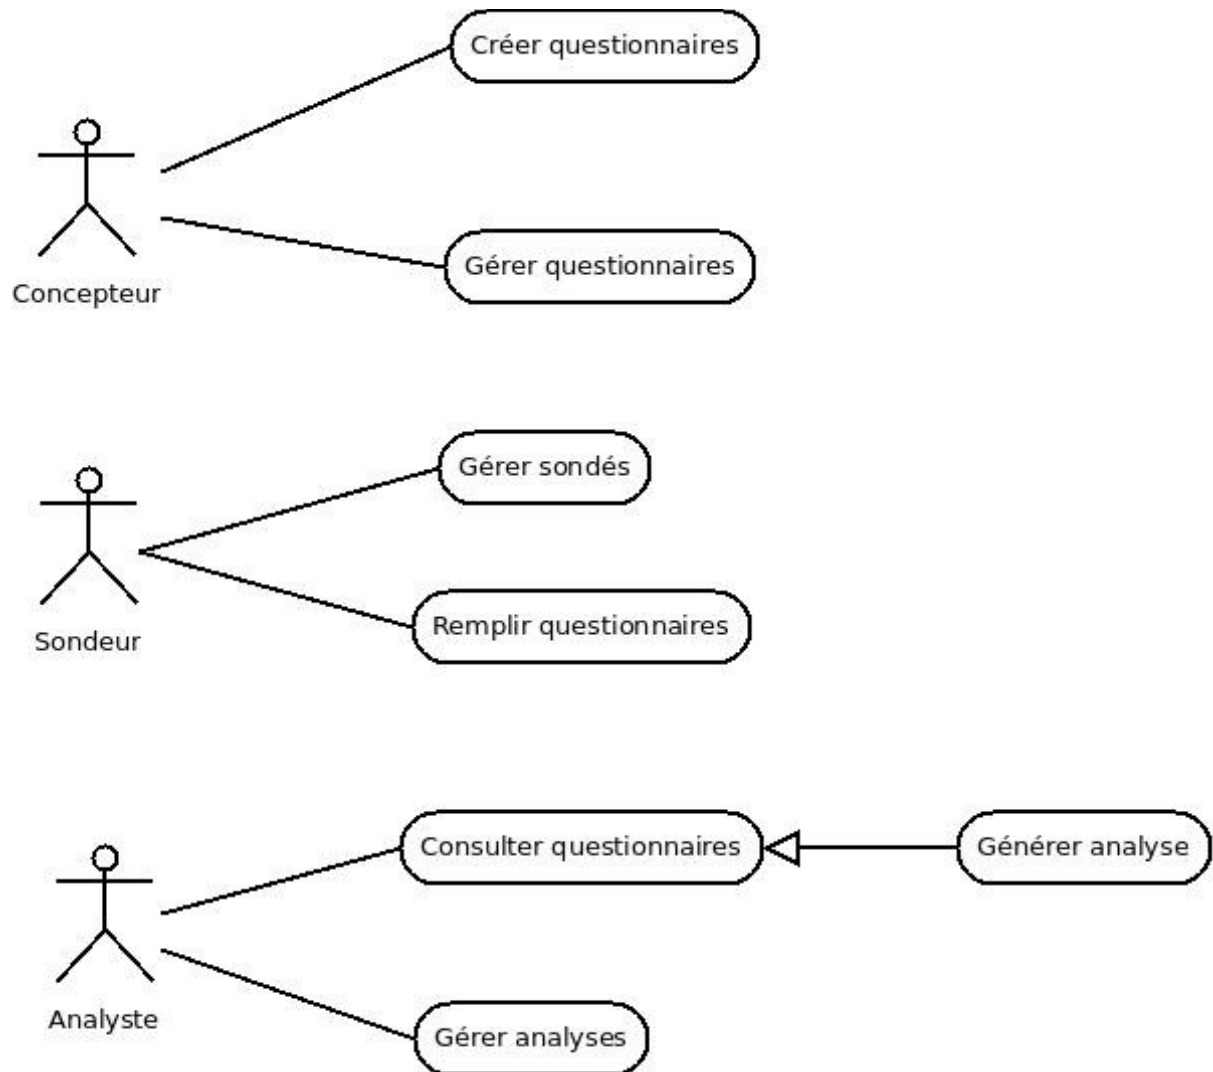 Créer questionnaires
Gérer questionnaires
Concepteur
Gérer sondés
Remplir questionnaires
Sondeur
Consulter questionnaires
Générer analyse
Analyste
Gérer analyses